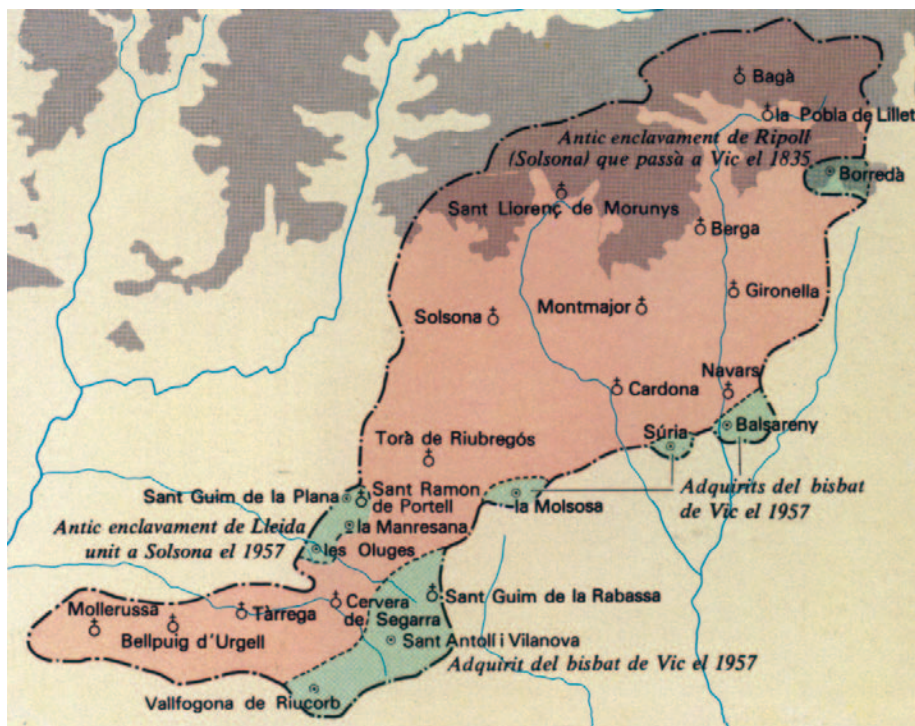 Bagà
la Pobla de Lillet
Antic enclavament de Ripoll
(Solsona) que passà a Vic el 1835
Borredà
Sant Llorenç de Morunys
Berga
Gironella
Montmajor
Solsona
Navars
Cardona
Balsareny
Súria
Torà de Riubregós
Adquirits del bisbat
de Vic el 1957
Sant Guim de la Plana
Sant Ramon
de Portell
la Molsosa
Antic enclavament de Lleida
unit a Solsona el 1957
la Manresana
les Oluges
Sant Guim de la Rabassa
Mollerussa
Tàrrega
Cervera
de Segarra
Bellpuig d'Urgell
Sant Antolí i Vilanova
Adquirit del bisbat de Vic el 1957
Vallfogona de Riucorb